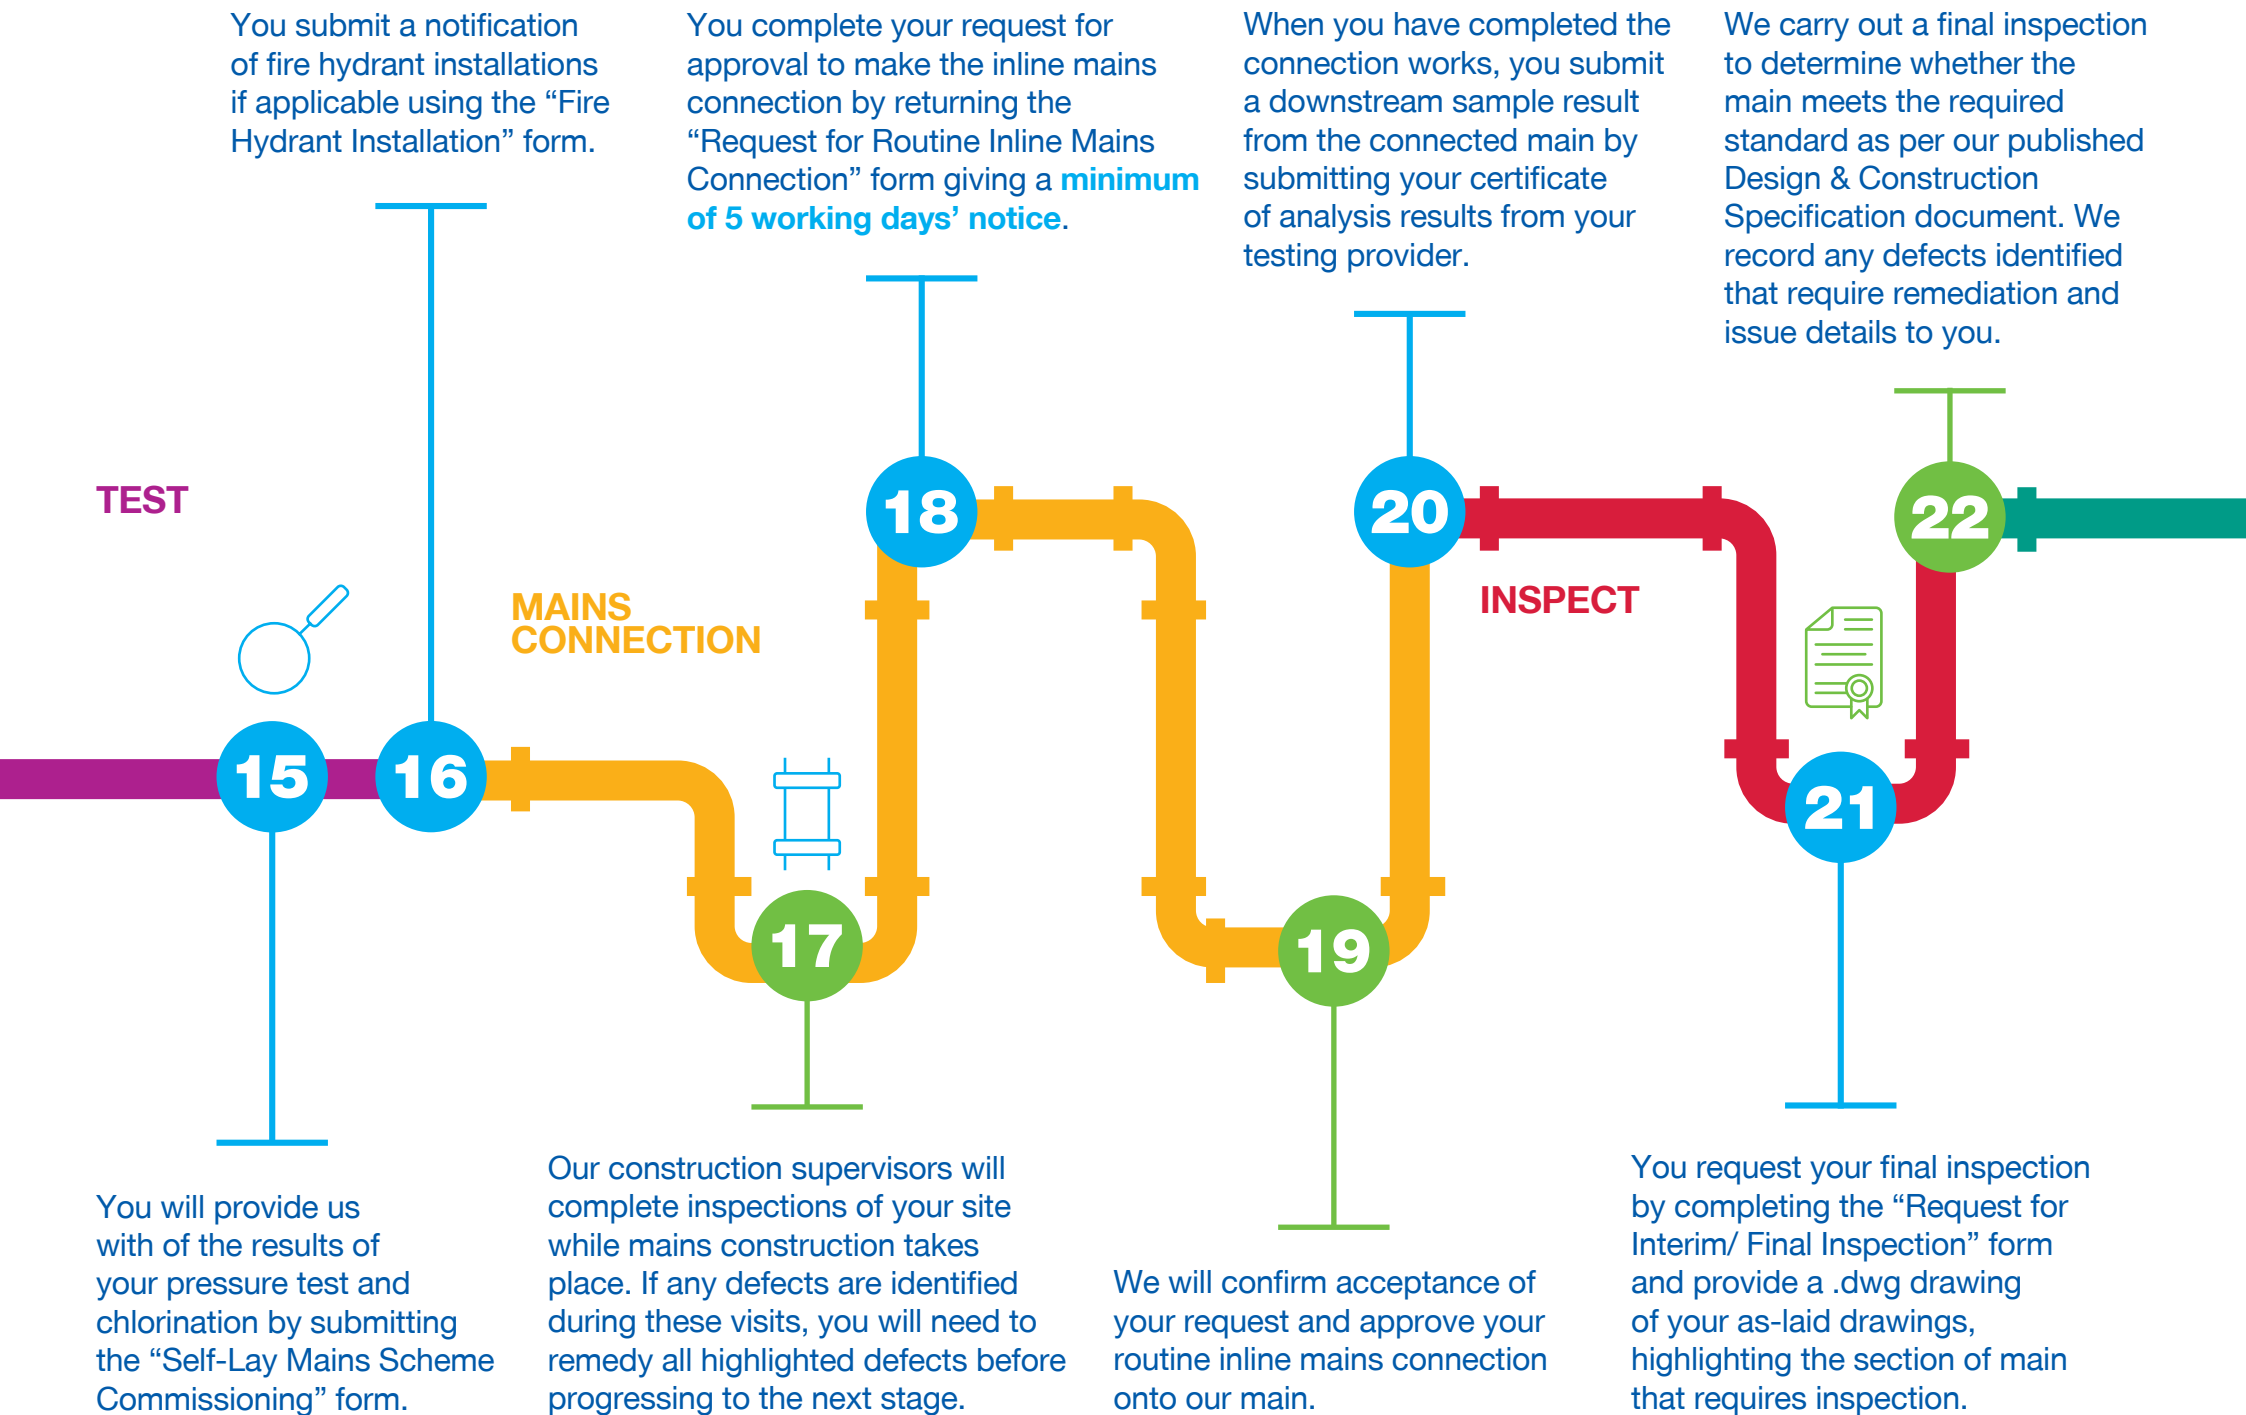 You submit a notification
of fire hydrant installations
if applicable using the “Fire
Hydrant Installation” form.
You complete your request for
approval to make the inline mains
connection by returning the
“Request for Routine Inline Mains
Connection” form giving a minimum
of 5 working days’ notice.
When you have completed the
connection works, you submit
a downstream sample result
from the connected main by
submitting your certificate
of analysis results from your
testing provider.
We carry out a final inspection
to determine whether the
main meets the required
standard as per our published
Design & Construction
Specification document. We
record any defects identified
that require remediation and
issue details to you.
TEST
MAINS
CONNECTION
INSPECT
15
16
17
18
19
20
21
22
You will provide us
with of the results of
your pressure test and
chlorination by submitting
the “Self-Lay Mains Scheme
Commissioning” form.
Our construction supervisors will
complete inspections of your site
while mains construction takes
place. If any defects are identified
during these visits, you will need to
remedy all highlighted defects before
progressing to the next stage.
We will confirm acceptance of
your request and approve your
routine inline mains connection
onto our main.
You request your final inspection
by completing the “Request for
Interim/ Final Inspection” form
and provide a .dwg drawing
of your as-laid drawings,
highlighting the section of main
that requires inspection.